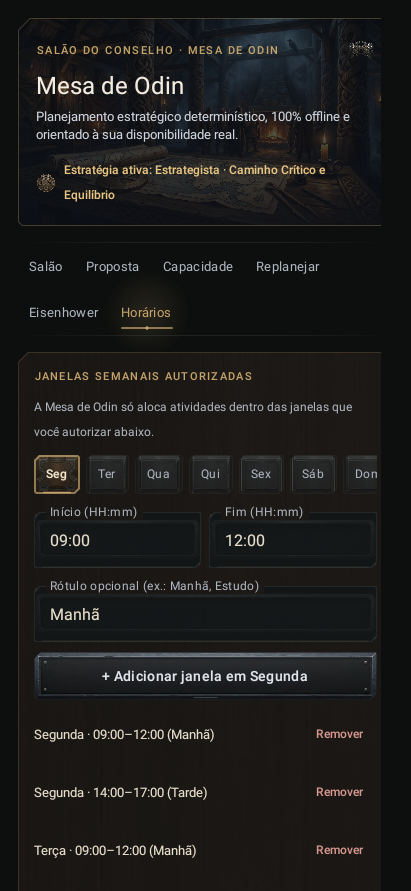 SALÃO DO CONSELHO · MESA DE ODIN
Mesa de Odin
Planejamento estratégico determinístico, 100% offline e
orientado à sua disponibilidade real.
Estratégia ativa: Estrategista · Caminho Crítico e
Equilíbrio
Salão Proposta Capacidade Replanejar
Eisenhower Horários
JANELAS SEMANAIS AUTORIZADAS
A Mesa de Odin só aloca atividades dentro das janelas que
você autorizar abaixo.
Seg Ter Qua Qui Sex Sáb Dom
Início (HH:mm) Fim (HH:mm)
09:00 12:00
Rótulo opcional (ex.: Manhã, Estudo)
Manhã
+ Adicionar janela em Segunda
Segunda · 09:00–12:00 (Manhã) Remover
Segunda · 14:00–17:00 (Tarde) Remover
Terça · 09:00–12:00 (Manhã) Remover